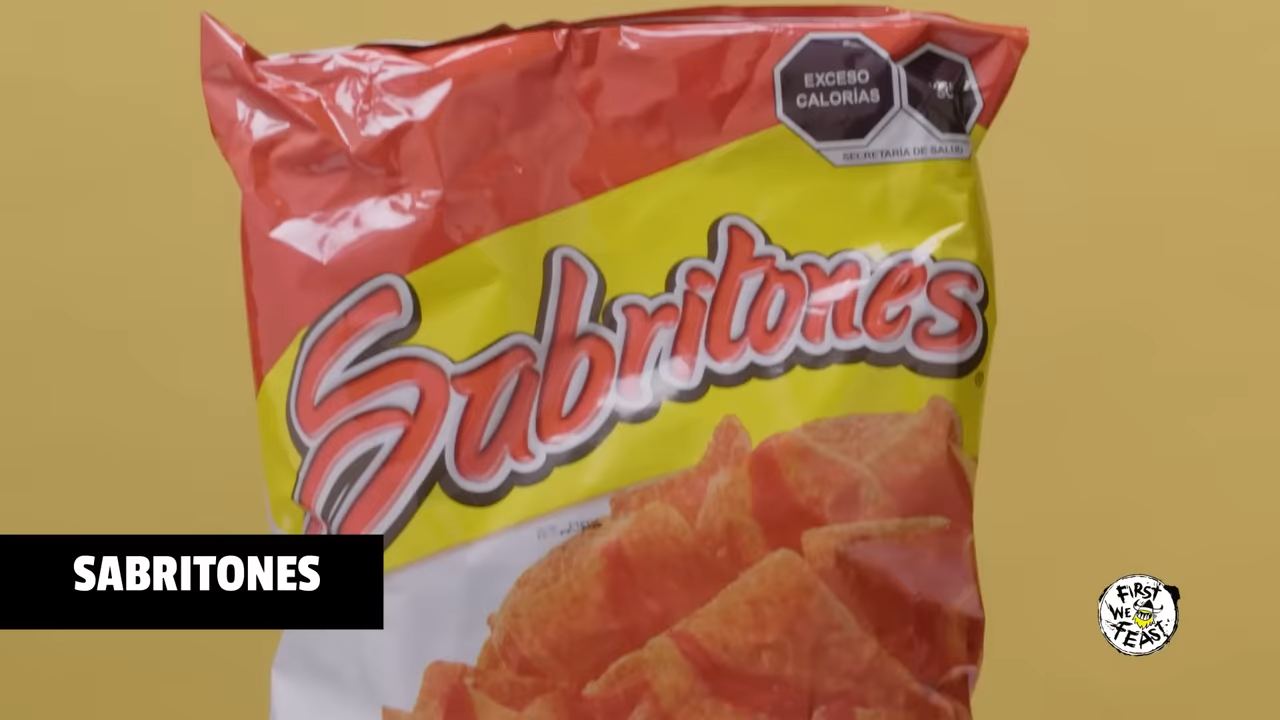 EXCESO
CALORÍAS
SECRETARÍA DE SALUD
Sabritones
®
SABRITONES
FIRST
WE
FEAST